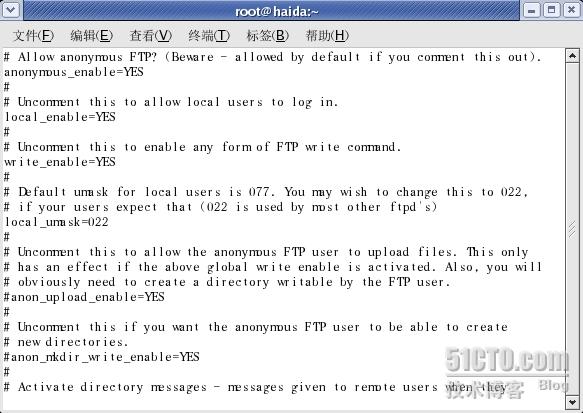 root@haida:~
文件(F) 编辑(E) 查看(V) 终端(T) 标签(B) 帮助(H)
# Allow anonymous FTP? (Beware - allowed by default if you comment this out).
anonymous_enable=YES
#
# Uncomment this to allow local users to log in.
local_enable=YES
#
# Uncomment this to enable any form of FTP write command.
write_enable=YES
#
# Default umask for local users is 077. You may wish to change this to 022,
# if your users expect that (022 is used by most other ftpd's)
local_umask=022
#
# Uncomment this to allow the anonymous FTP user to upload files. This only
# has an effect if the above global write enable is activated. Also, you will
# obviously need to create a directory writable by the FTP user.
#anon_upload_enable=YES
#
# Uncomment this if you want the anonymous FTP user to be able to create
# new directories.
#anon_mkdir_write_enable=YES
#
# Activate directory messages - messages given to remote users when they
51CTO.com
技术博客 Blog